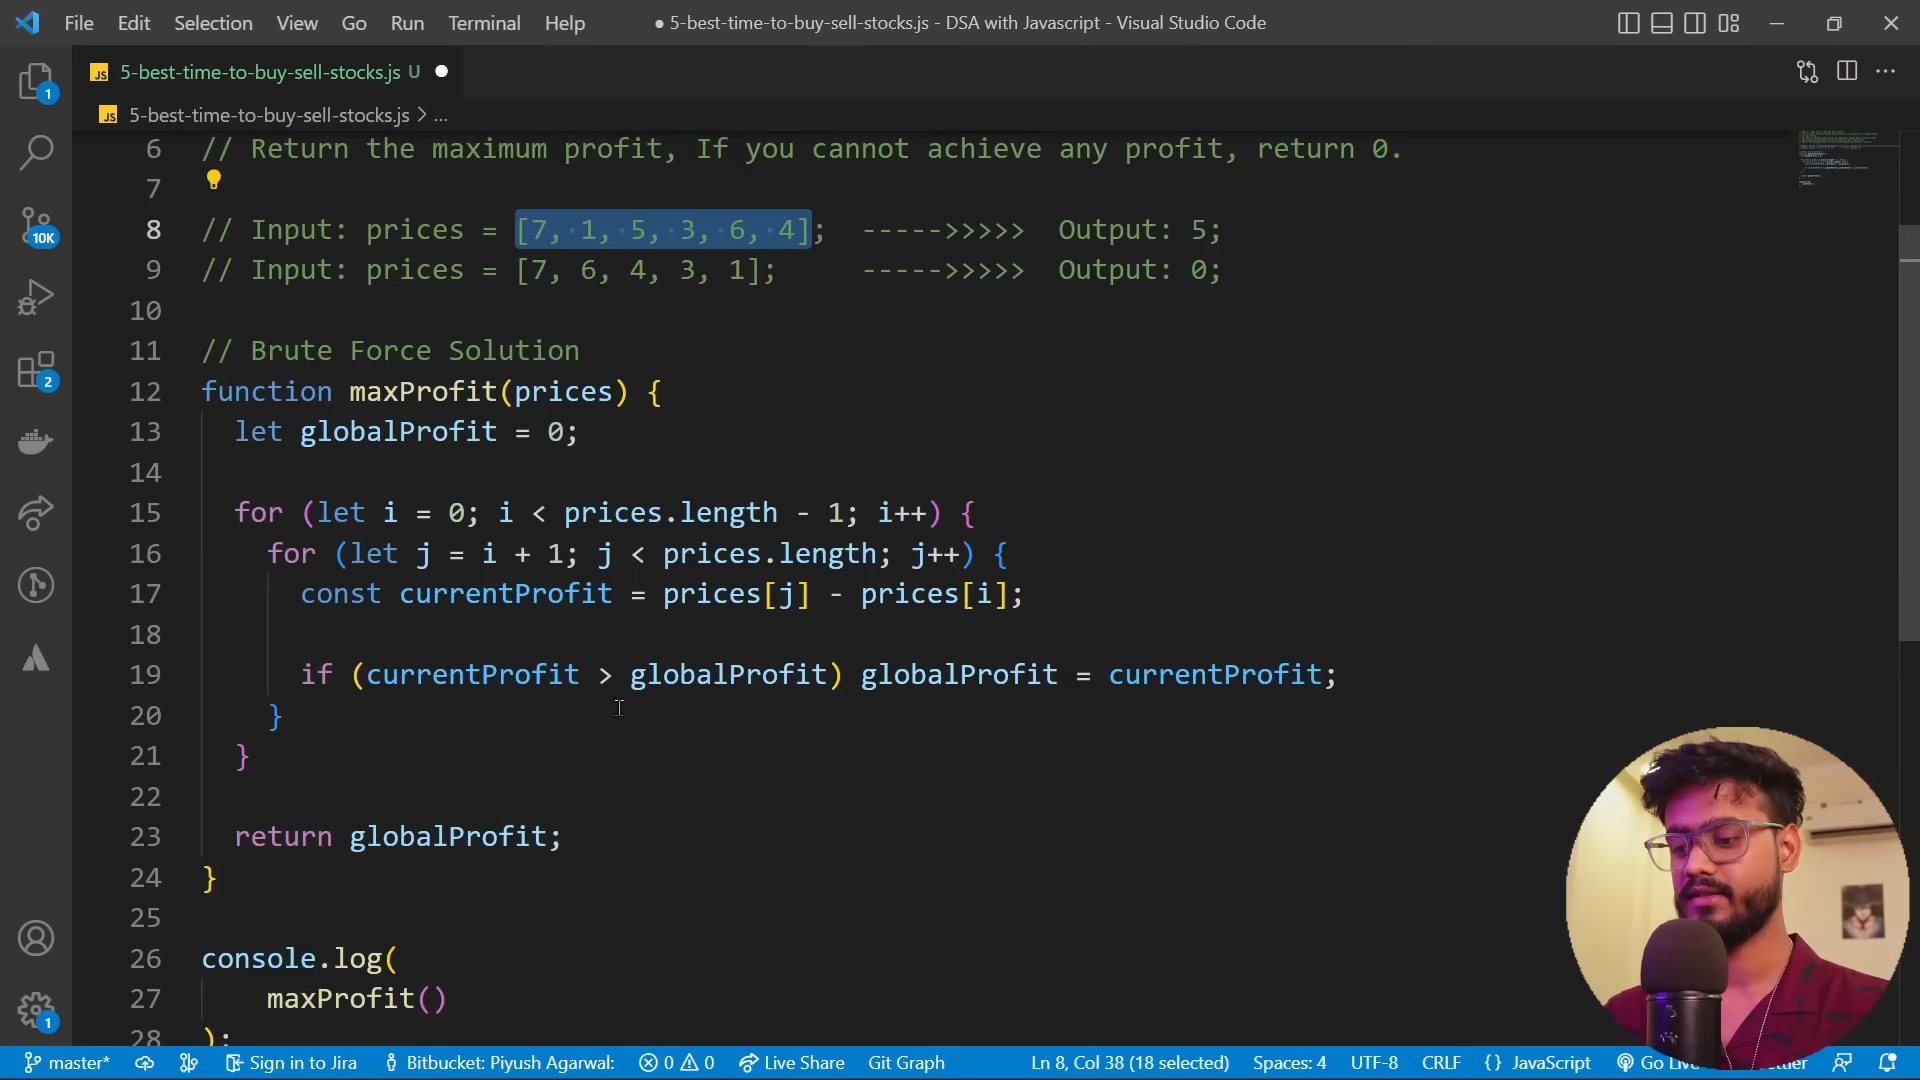 File Edit Selection View Go Run Terminal Help ● 5-best-time-to-buy-sell-stocks.js - DSA with Javascript - Visual Studio Code
JS 5-best-time-to-buy-sell-stocks.js U ●
JS 5-best-time-to-buy-sell-stocks.js > ...
1
10K
2
1
6 // Return the maximum profit, If you cannot achieve any profit, return 0.
7
8 // Input: prices = [7, 1, 5, 3, 6, 4]; ----->>>>> Output: 5;
9 // Input: prices = [7, 6, 4, 3, 1]; ----->>>>> Output: 0;
10
11 // Brute Force Solution
12 function maxProfit(prices) {
13 let globalProfit = 0;
14
15 for (let i = 0; i < prices.length - 1; i++) {
16 for (let j = i + 1; j < prices.length; j++) {
17 const currentProfit = prices[j] - prices[i];
18
19 if (currentProfit > globalProfit) globalProfit = currentProfit;
20 }
21 }
22
23 return globalProfit;
24 }
25
26 console.log(
27 maxProfit()
28 );
master* Sign in to Jira Bitbucket: Piyush Agarwal: 0 0 Live Share Git Graph Ln 8, Col 38 (18 selected) Spaces: 4 UTF-8 CRLF {} JavaScript Go